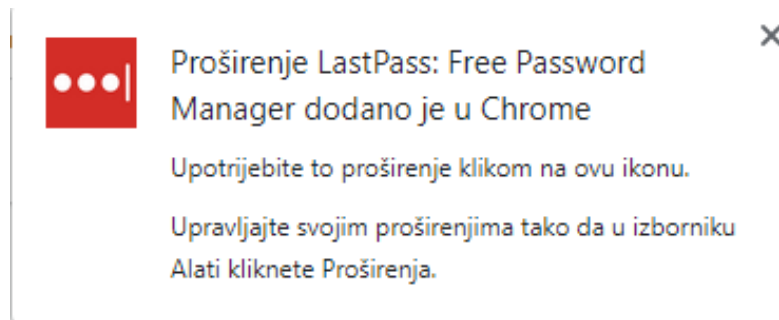 Proširenje LastPass: Free Password
Manager dodano je u Chrome
Upotrijebite to proširenje klikom na ovu ikonu.
Upravljajte svojim proširenjima tako da u izborniku
Alati kliknete Proširenja.